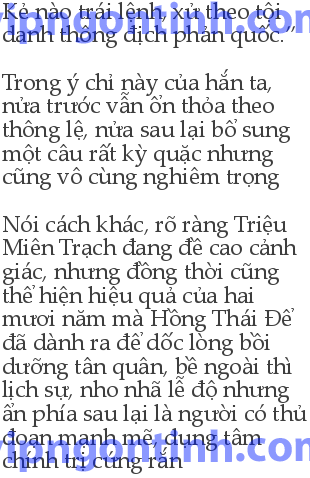 Kẻ nào trái lệnh, xử theo tội
danh thông địch phản quốc.”
vipngontinh.com
Trong ý chỉ này của hắn ta,
nửa trước vẫn ổn thỏa theo
thông lệ, nửa sau lại bổ sung
một câu rất kỳ quặc nhưng
cũng vô cùng nghiêm trọng
Nói cách khác, rõ ràng Triệu
Miên Trạch đang đề cao cảnh
giác, nhưng đồng thời cũng
thể hiện hiệu quả của hai
mươi năm mà Hồng Thái Đế
đã dành ra để dốc lòng bồi
dưỡng tân quân, bề ngoài thì
lịch sự, nho nhã lễ độ nhưng
ẩn phía sau lại là người có thủ
đoạn mạnh mẽ, dụng tâm
chính trị cứng rắn
vipngontinh.com